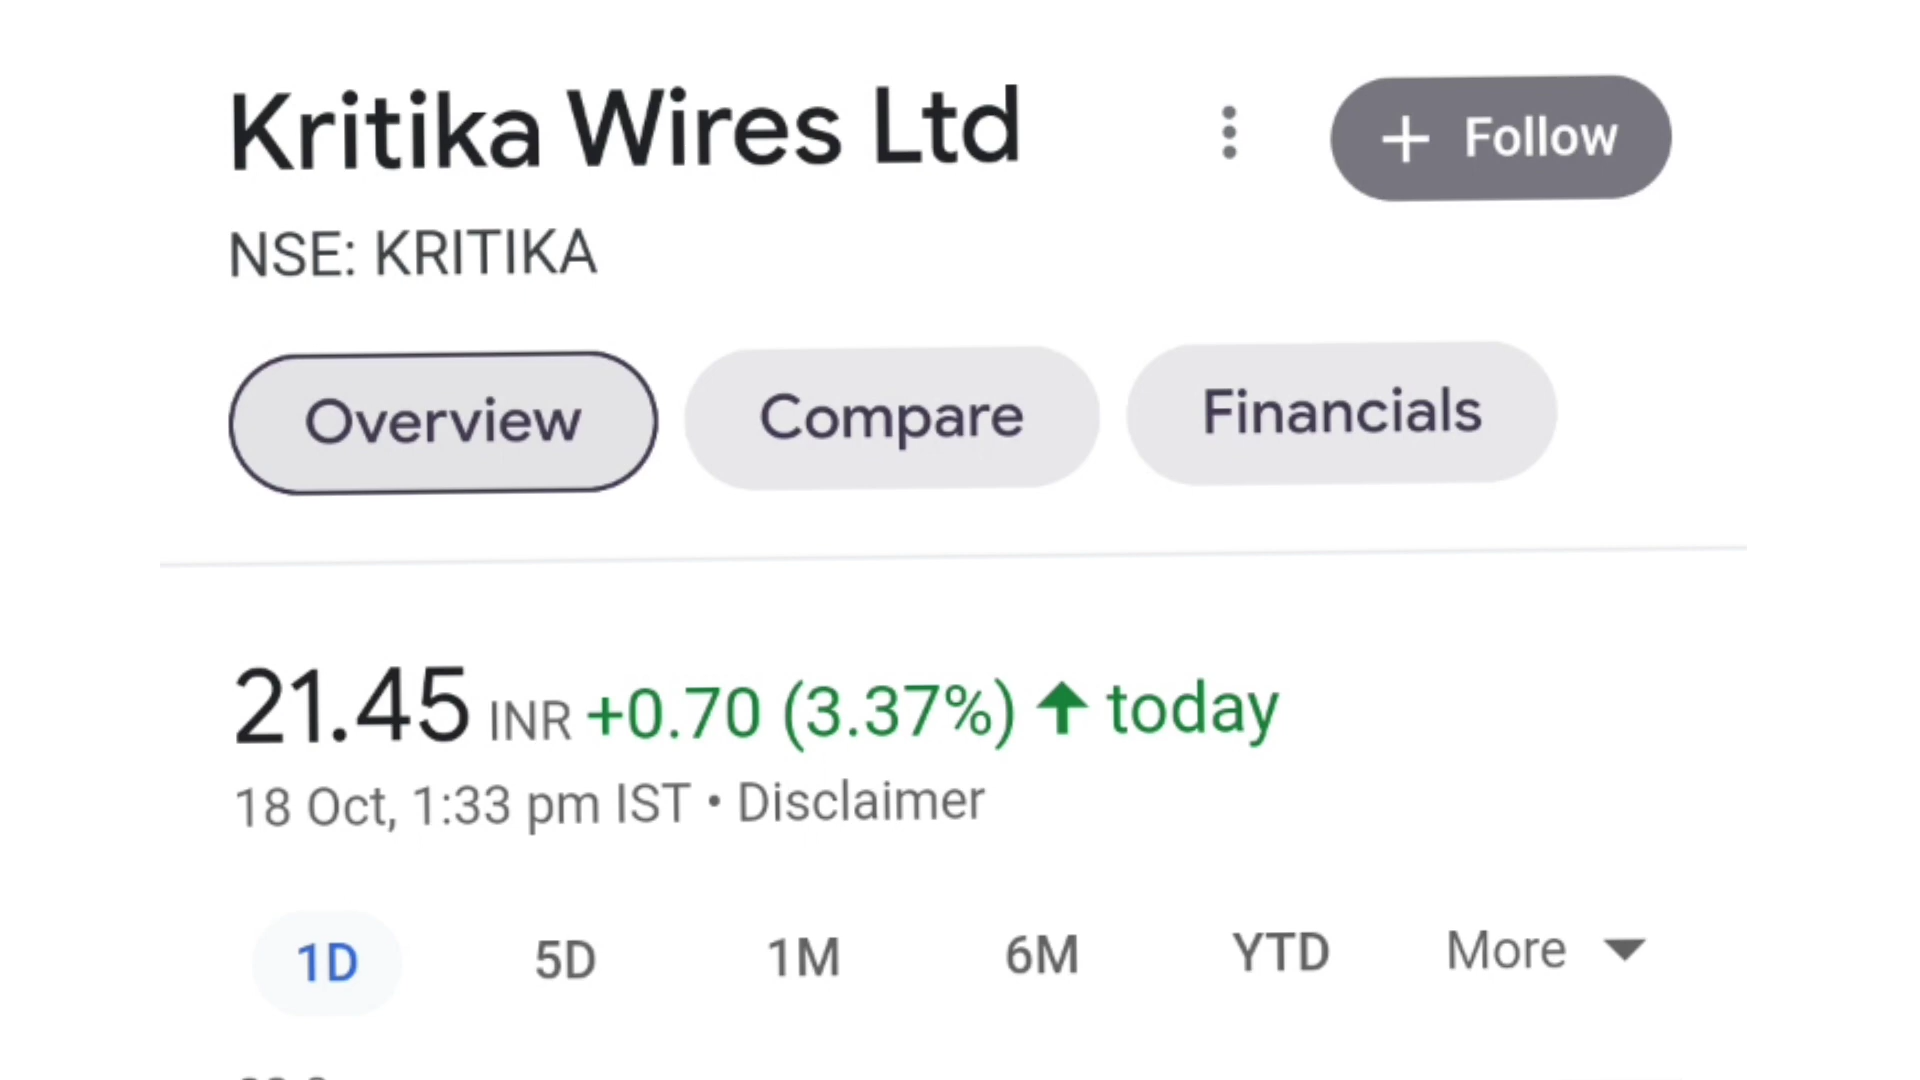 Kritika Wires Ltd
+ Follow
NSE: KRITIKA
Overview Compare Financials
21.45 INR +0.70 (3.37%) ↑ today
18 Oct, 1:33 pm IST • Disclaimer
1D 5D 1M 6M YTD More